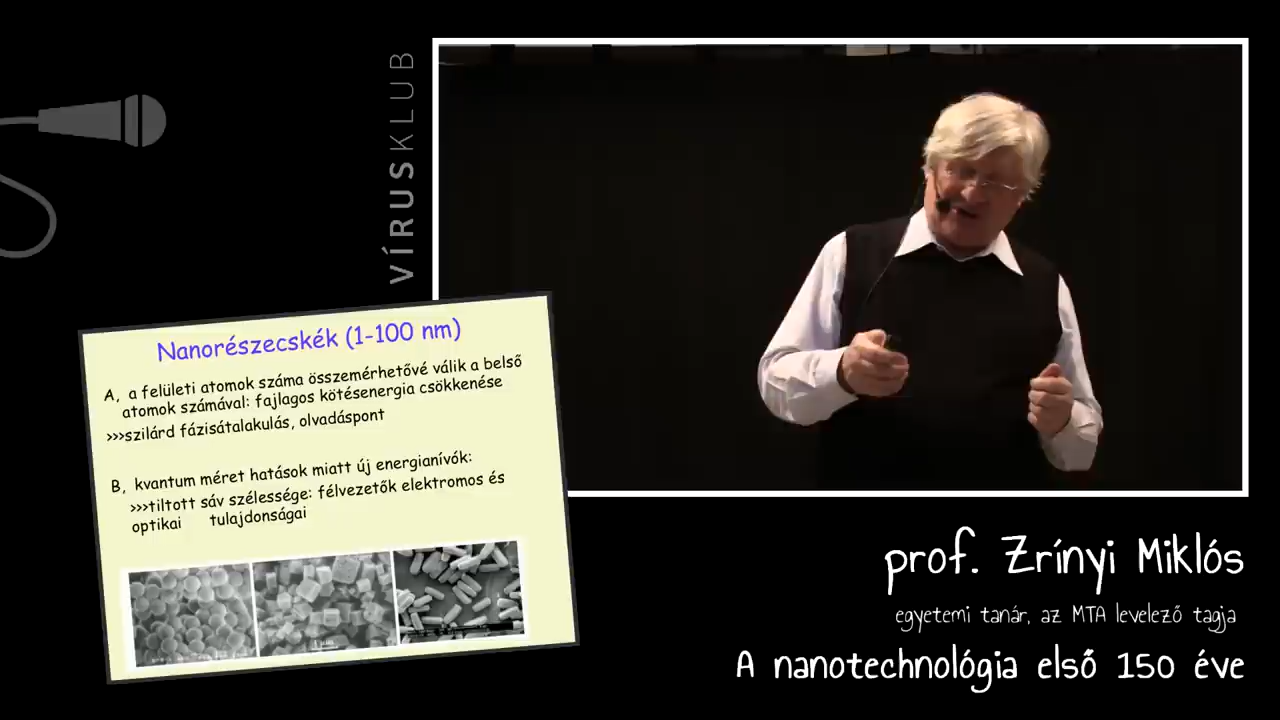 VÍRUSKLUB
Nanorészecskék (1-100 nm)
A, a felületi atomok száma összemérhetővé válik a belső
atomok számával: fajlagos kötésenergia csökkenése
>>>szilárd fázisátalakulás, olvadáspont
B, kvantum méret hatások miatt új energianívók:
>>>tiltott sáv szélessége: félvezetők elektromos és
optikai tulajdonságai
prof. Zrínyi Miklós
egyetemi tanár, az MTA levelező tagja
A nanotechnológia első 150 éve